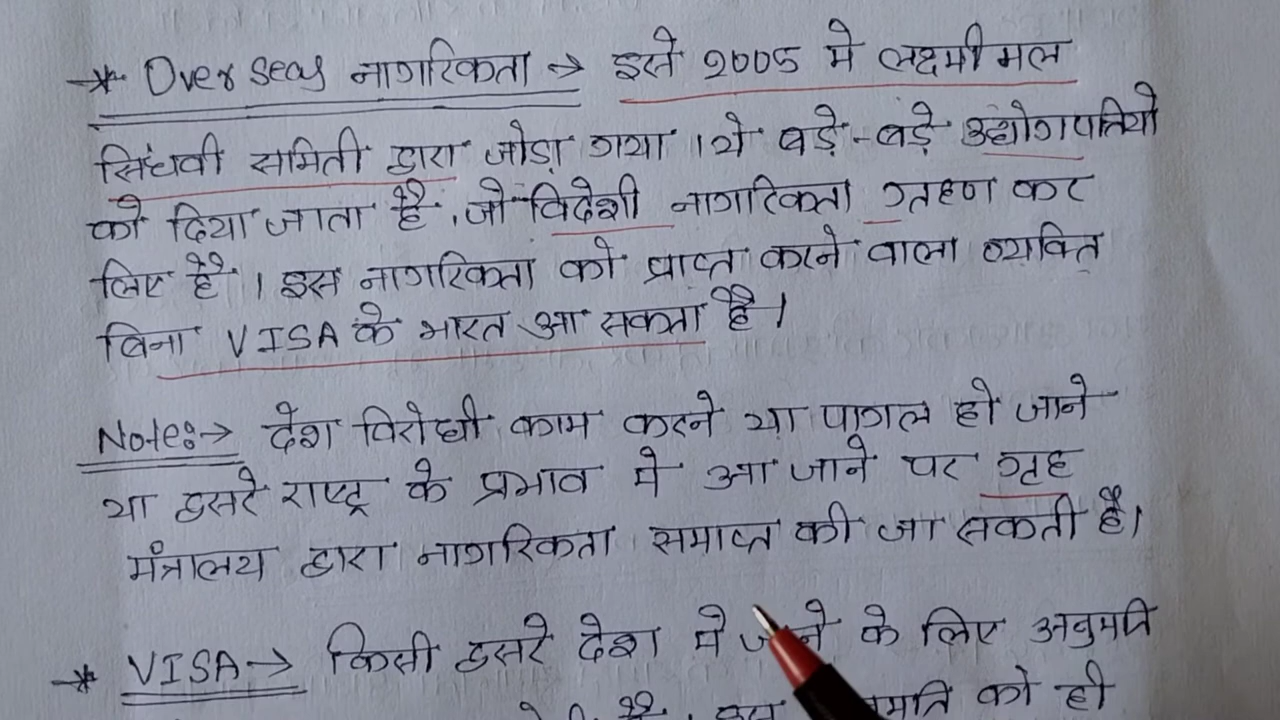 * Overseas नागरिकता → इसे 2005 मे लक्ष्मी मल
सिंघवी समिती द्वारा जोड़ा गया । ये बड़े-बड़े उद्योगपतियो
को दिया जाता है , जो विदेशी नागरिकता ग्रहण कर
लिए है । इस नागरिकता को प्राप्त करने वाला व्यक्ति
बिना VISA के भारत आ सकता है ।
Note:→ देश विरोधी काम करने या पागल हो जाने
या दुसरे राष्ट्र के प्रभाव मे आ जाने पर गृह
मंत्रालय द्वारा नागरिकता समाप्त की जा सकती है।
* VISA → किसी दुसरे देश मे जाने के लिए अनुमति
को ही